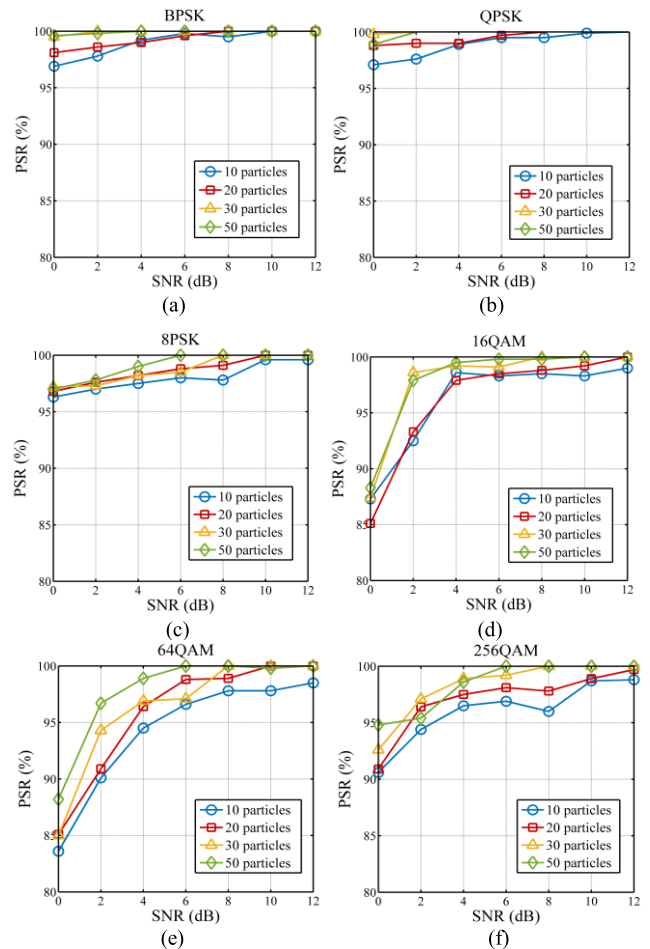 BPSK
PSR (%)
100
95
90
85
80
0 2 4 6 8 10 12
SNR (dB)
10 particles
20 particles
30 particles
50 particles
(a)
QPSK
PSR (%)
100
95
90
85
80
0 2 4 6 8 10 12
SNR (dB)
10 particles
20 particles
30 particles
50 particles
(b)
8PSK
PSR (%)
100
95
90
85
80
0 2 4 6 8 10 12
SNR (dB)
10 particles
20 particles
30 particles
50 particles
(c)
16QAM
PSR (%)
100
95
90
85
80
0 2 4 6 8 10 12
SNR (dB)
10 particles
20 particles
30 particles
50 particles
(d)
64QAM
PSR (%)
100
95
90
85
80
0 2 4 6 8 10 12
SNR (dB)
10 particles
20 particles
30 particles
50 particles
(e)
256QAM
PSR (%)
100
95
90
85
80
0 2 4 6 8 10 12
SNR (dB)
10 particles
20 particles
30 particles
50 particles
(f)